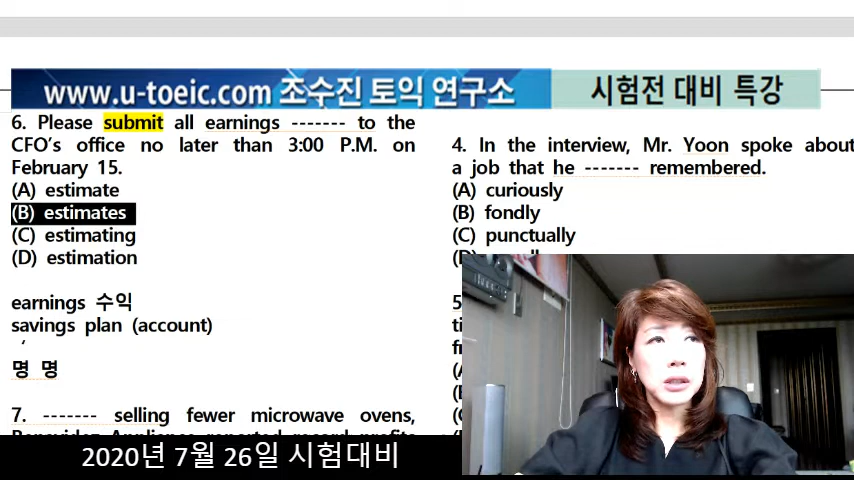 www.u-toeic.com 조수진 토익 연구소
시험전 대비 특강
6. Please submit all earnings ------- to the
CFO's office no later than 3:00 P.M. on
February 15.
(A) estimate
(B) estimates
(C) estimating
(D) estimation
earnings 수익
savings plan (account)
명 명
7. ------- selling fewer microwave ovens,
4. In the interview, Mr. Yoon spoke about
a job that he ------- remembered.
(A) curiously
(B) fondly
(C) punctually
2020년 7월 26일 시험대비